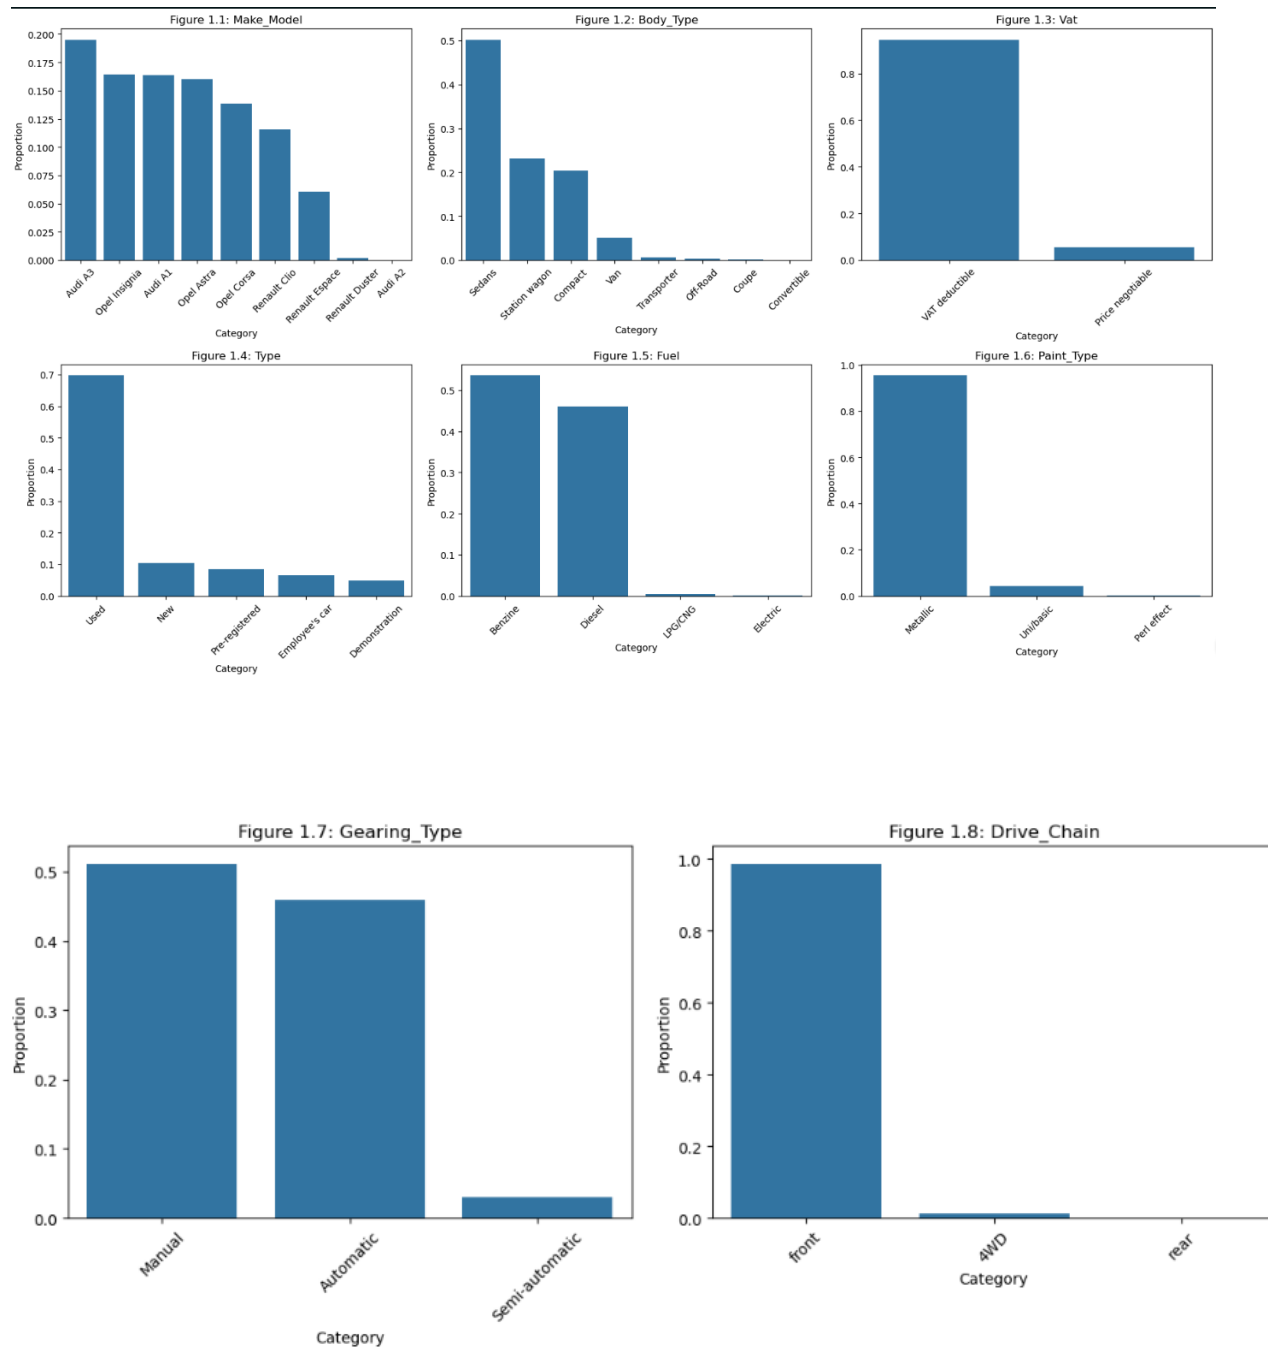 Figure 1.1: Make_Model
Proportion
0.200
0.175
0.150
0.125
0.100
0.075
0.050
0.025
0.000
Audi A3
Opel Insignia
Audi A1
Opel Astra
Opel Corsa
Renault Clio
Renault Espace
Renault Duster
Audi A2
Category
Figure 1.2: Body_Type
Proportion
0.5
0.4
0.3
0.2
0.1
0.0
Sedans
Station wagon
Compact
Van
Transporter
Off-Road
Coupe
Convertible
Category
Figure 1.3: Vat
Proportion
0.8
0.6
0.4
0.2
0.0
VAT deductible
Price negotiable
Category
Figure 1.4: Type
Proportion
0.7
0.6
0.5
0.4
0.3
0.2
0.1
0.0
Used
New
Pre-registered
Employee's car
Demonstration
Category
Figure 1.5: Fuel
Proportion
0.5
0.4
0.3
0.2
0.1
0.0
Benzine
Diesel
LPG/CNG
Electric
Category
Figure 1.6: Paint_Type
Proportion
1.0
0.8
0.6
0.4
0.2
0.0
Metallic
Uni/basic
Perl effect
Category
Figure 1.7: Gearing_Type
Proportion
0.5
0.4
0.3
0.2
0.1
0.0
Manual
Automatic
Semi-automatic
Category
Figure 1.8: Drive_Chain
Proportion
1.0
0.8
0.6
0.4
0.2
0.0
front
4WD
rear
Category